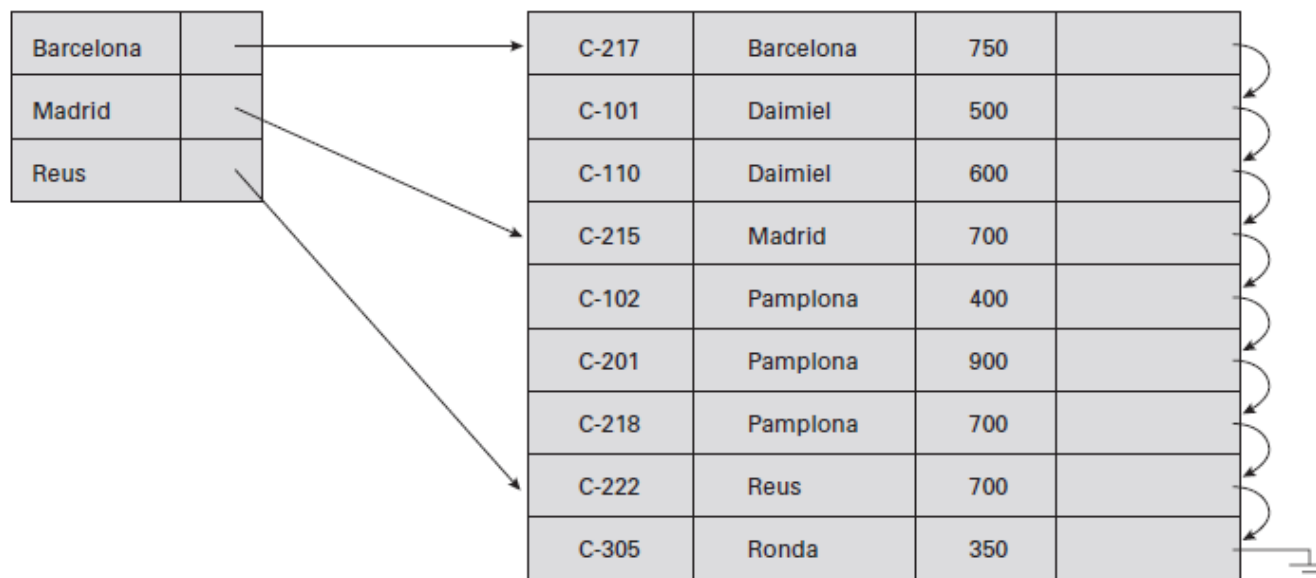 Barcelona
Madrid
Reus
C-217 Barcelona 750
C-101 Daimiel 500
C-110 Daimiel 600
C-215 Madrid 700
C-102 Pamplona 400
C-201 Pamplona 900
C-218 Pamplona 700
C-222 Reus 700
C-305 Ronda 350